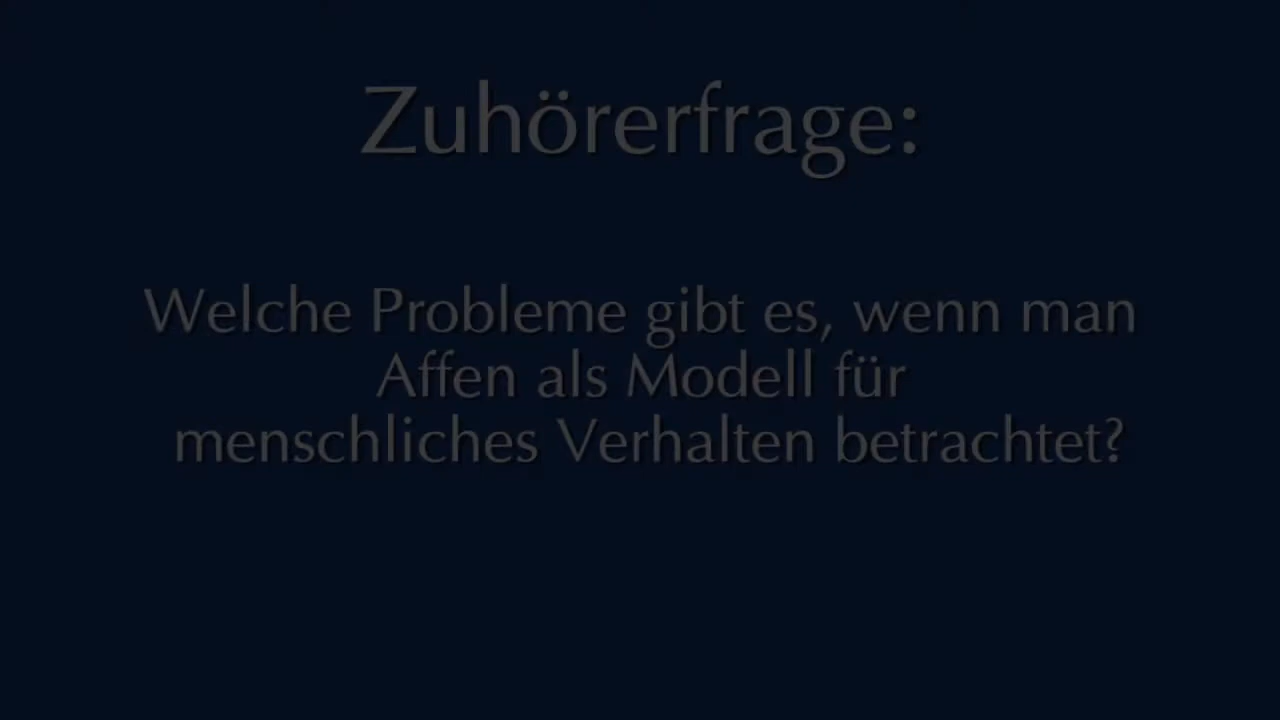 Zuhörerfrage:
Welche Probleme gibt es, wenn man
Affen als Modell für
menschliches Verhalten betrachtet?